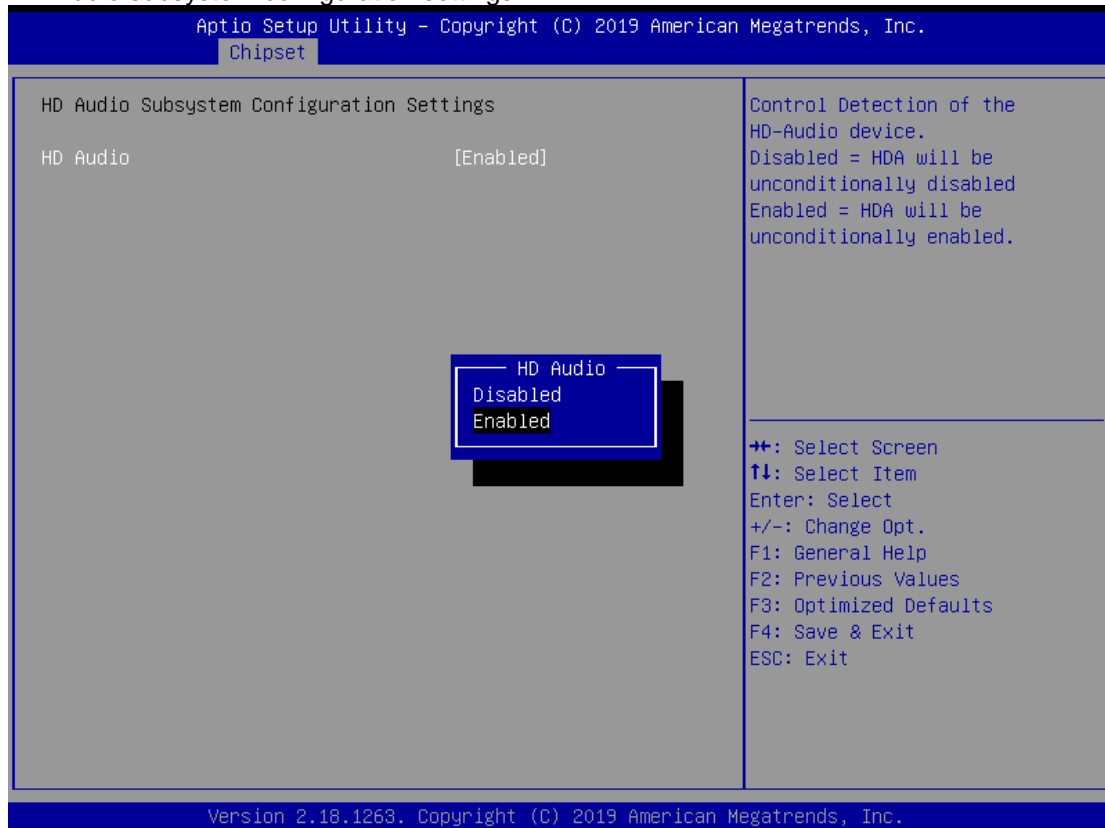 Aptio Setup Utility – Copyright (C) 2019 American Megatrends, Inc.
Chipset
HD Audio Subsystem Configuration Settings
HD Audio [Enabled]
Control Detection of the
HD-Audio device.
Disabled = HDA will be
unconditionally disabled
Enabled = HDA will be
unconditionally enabled.
HD Audio
Disabled
Enabled
→←: Select Screen
↑↓: Select Item
Enter: Select
+/-: Change Opt.
F1: General Help
F2: Previous Values
F3: Optimized Defaults
F4: Save & Exit
ESC: Exit
Version 2.18.1263. Copyright (C) 2019 American Megatrends, Inc.